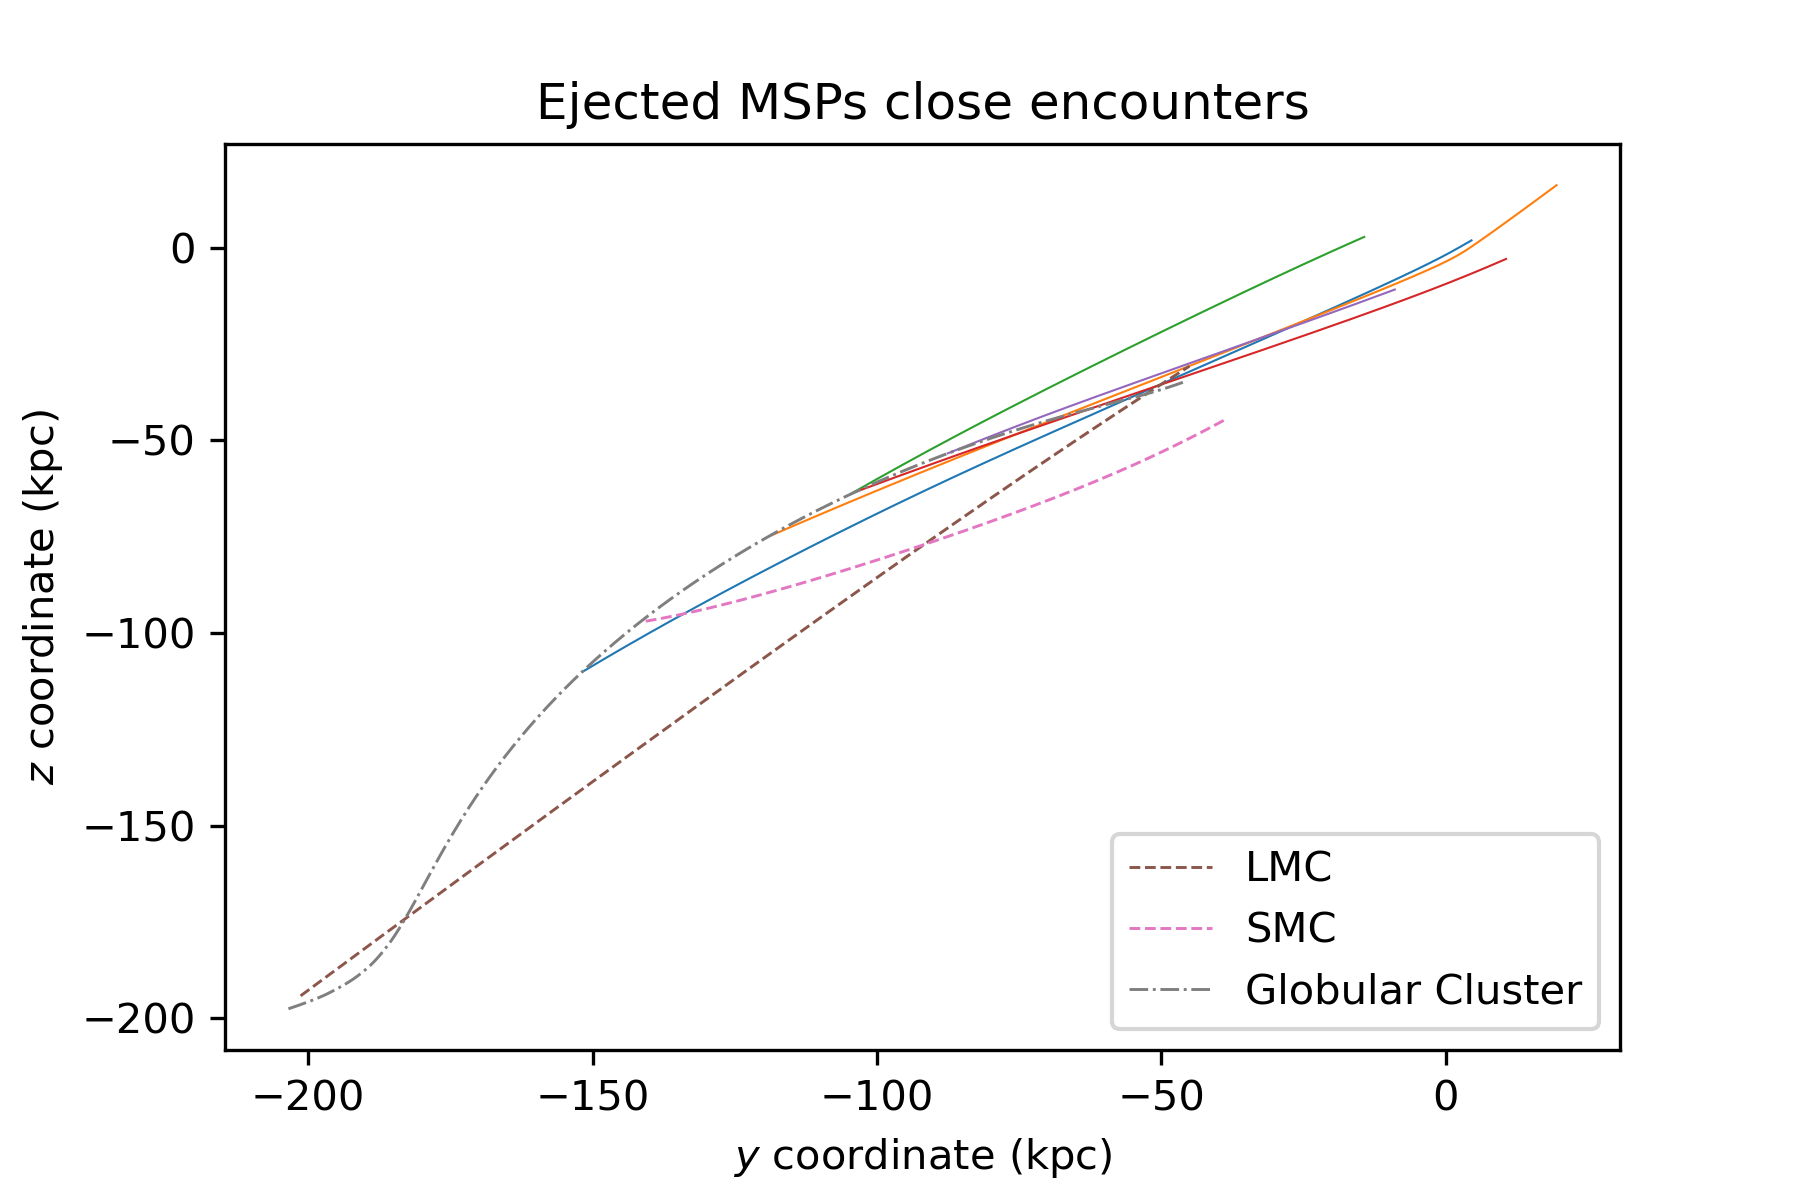 Ejected MSPs close encounters
z coordinate (kpc)
0
−50
−100
−150
−200
LMC
SMC
Globular Cluster
−200 −150 −100 −50 0
y coordinate (kpc)